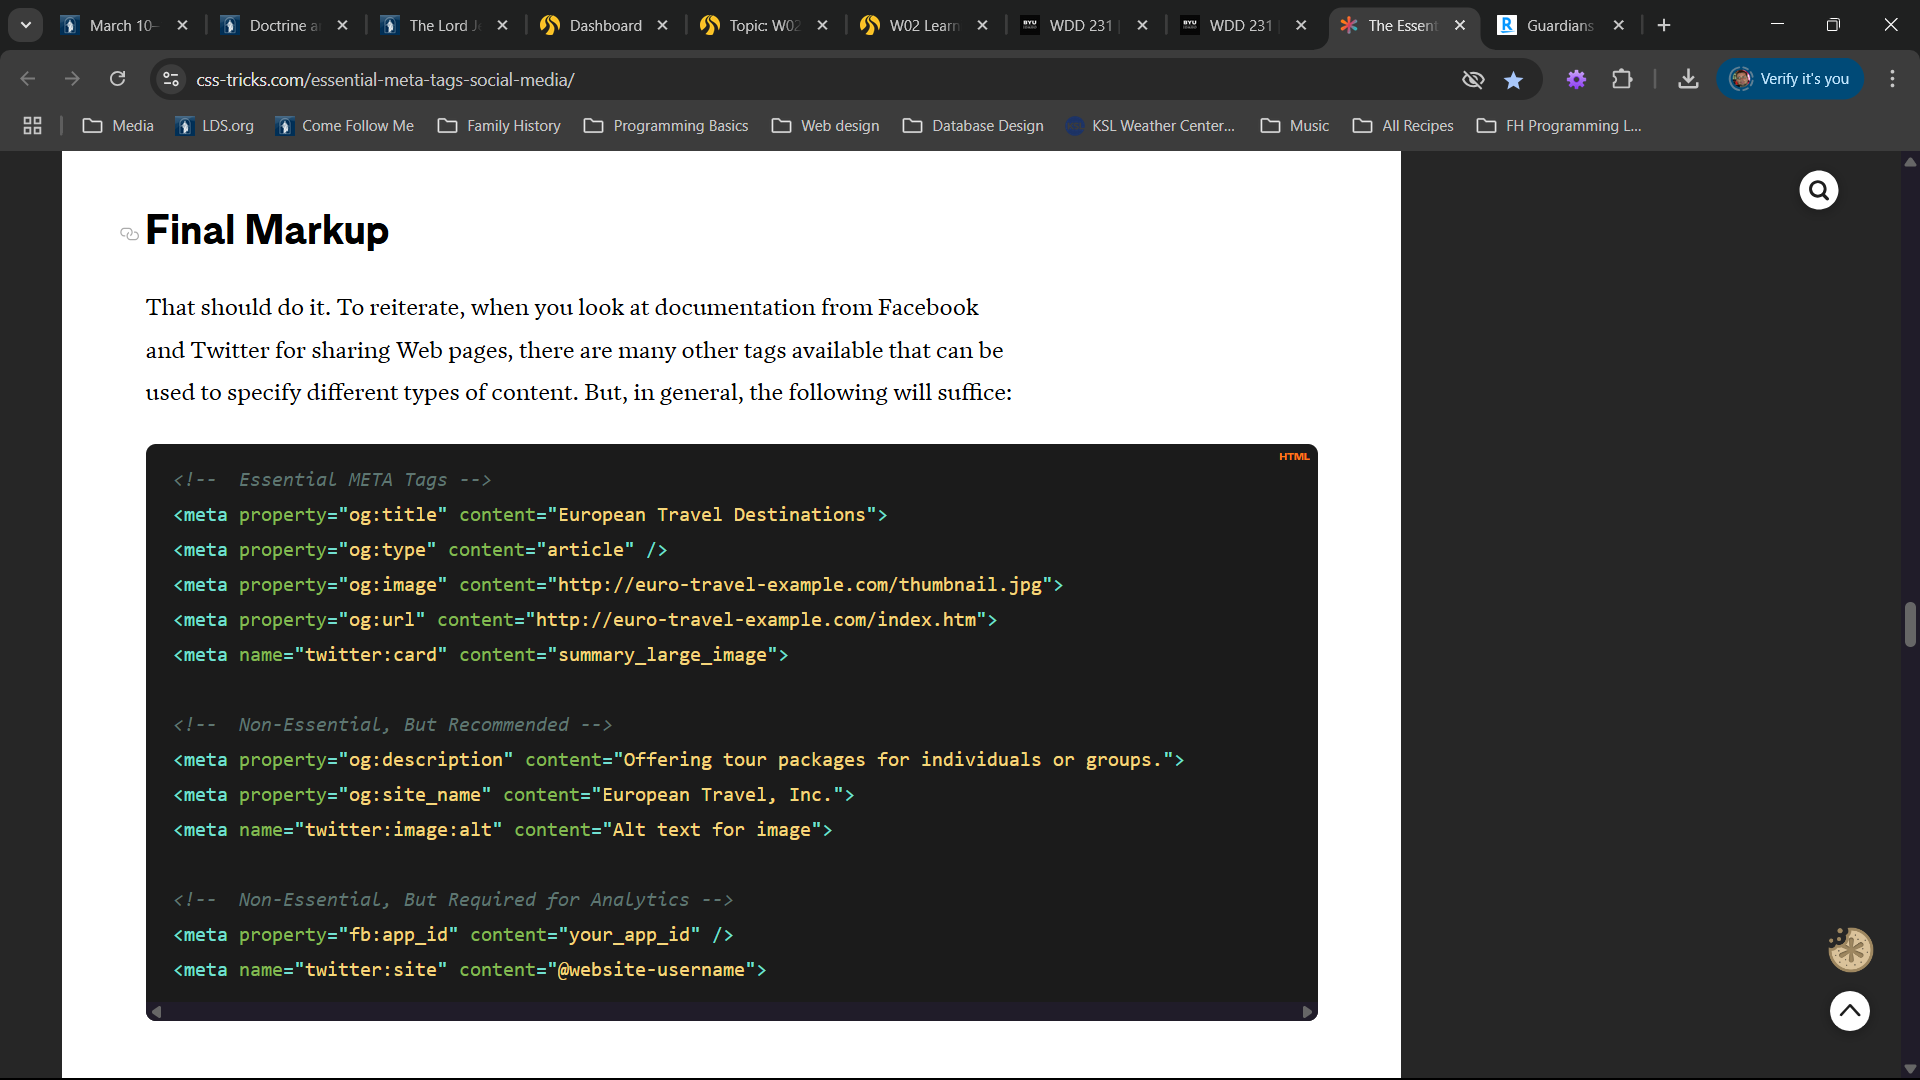 March 10–
Doctrine a
The Lord Je
Dashboard
Topic: W02
W02 Learn
BYU
WDD 231 |
BYU
WDD 231 |
The Essent
R
Guardians
css-tricks.com/essential-meta-tags-social-media/
Verify it's you
Media
LDS.org
Come Follow Me
Family History
Programming Basics
Web design
Database Design
KSL Weather Center...
Music
All Recipes
FH Programming L...
Final Markup
That should do it. To reiterate, when you look at documentation from Facebook
and Twitter for sharing Web pages, there are many other tags available that can be
used to specify different types of content. But, in general, the following will suffice:
HTML
<!--  Essential META Tags -->
<meta property="og:title" content="European Travel Destinations">
<meta property="og:type" content="article" />
<meta property="og:image" content="http://euro-travel-example.com/thumbnail.jpg">
<meta property="og:url" content="http://euro-travel-example.com/index.htm">
<meta name="twitter:card" content="summary_large_image">
<!--  Non-Essential, But Recommended -->
<meta property="og:description" content="Offering tour packages for individuals or groups.">
<meta property="og:site_name" content="European Travel, Inc.">
<meta name="twitter:image:alt" content="Alt text for image">
<!--  Non-Essential, But Required for Analytics -->
<meta property="fb:app_id" content="your_app_id" />
<meta name="twitter:site" content="@website-username">